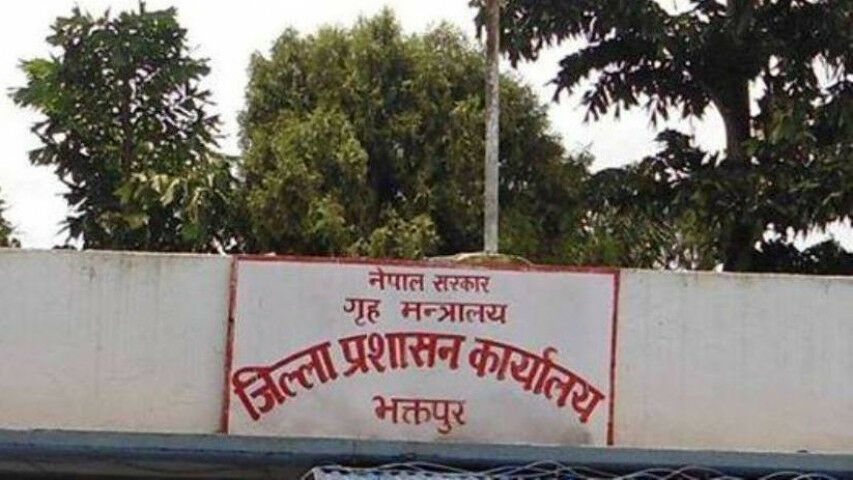 नेपाल सरकार
गृह मन्त्रालय
जिल्ला प्रशासन कार्यालय
भक्तपुर